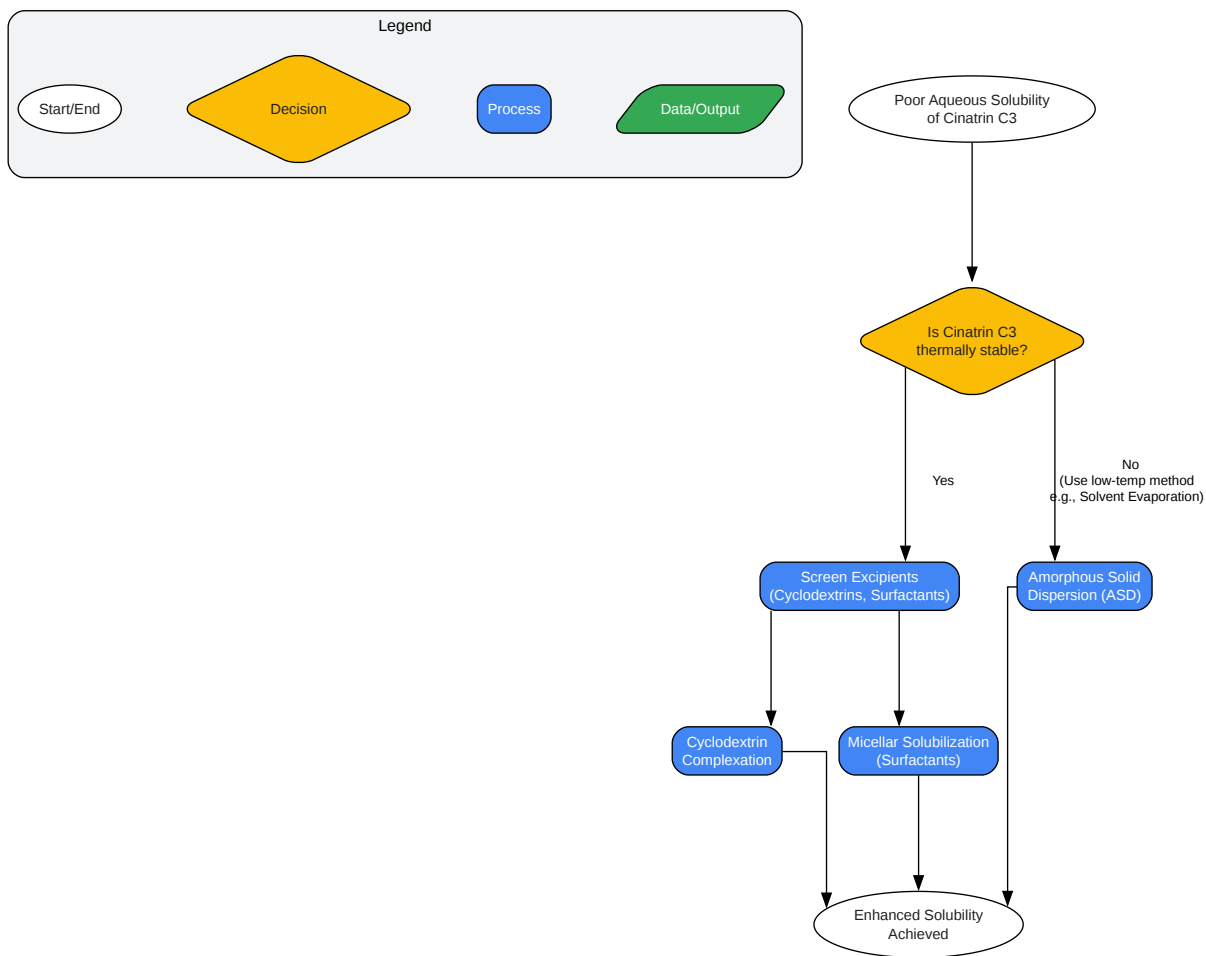 Legend
Start/End
Decision
Process
Data/Output
Poor Aqueous Solubility
of Cinatrin C3
Is Cinatrin C3
thermally stable?
Yes
No
(Use low-temp method
e.g., Solvent Evaporation)
Screen Excipients
(Cyclodextrins, Surfactants)
Amorphous Solid
Dispersion (ASD)
Cyclodextrin
Complexation
Micellar Solubilization
(Surfactants)
Enhanced Solubility
Achieved